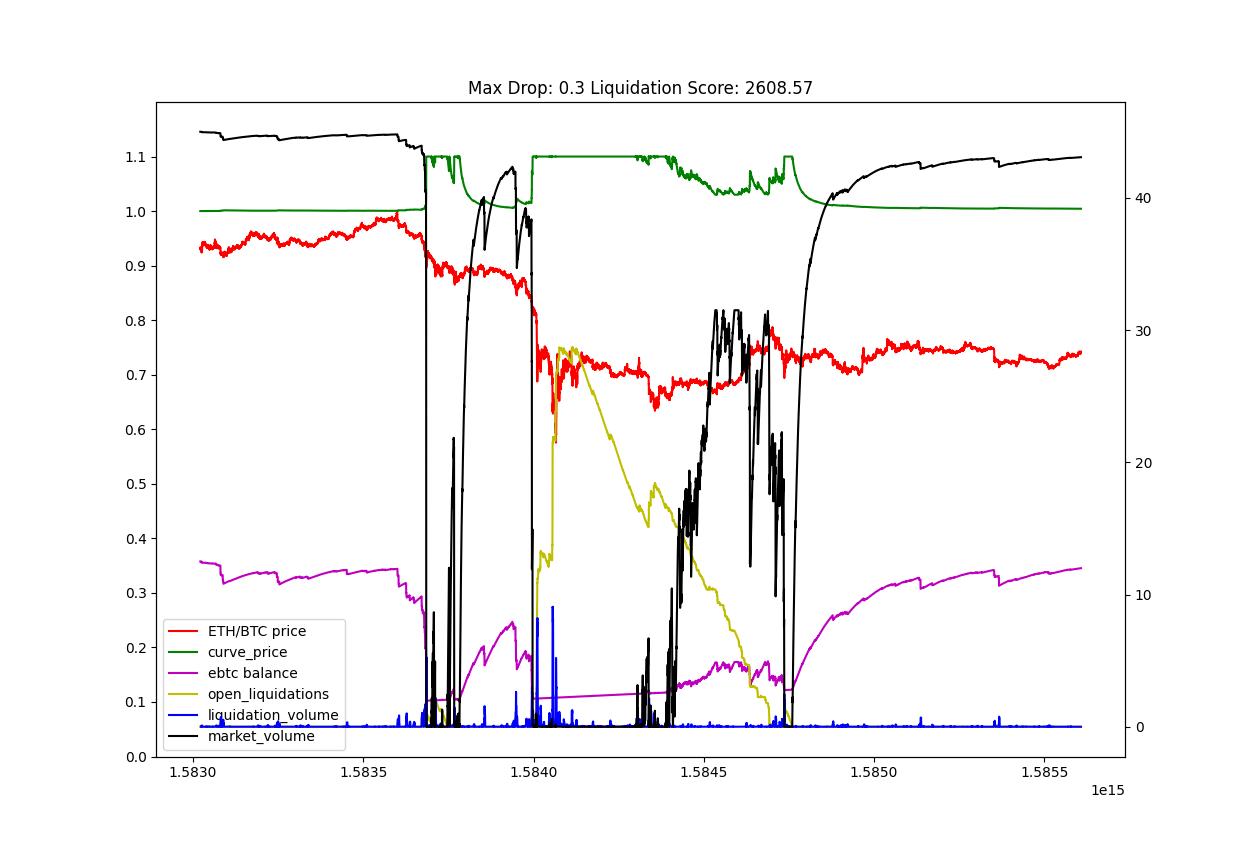 Max Drop: 0.3 Liquidation Score: 2608.57
1.1
1.0
0.9
0.8
0.7
0.6
0.5
0.4
0.3
0.2
0.1
0.0
40
30
20
10
0
ETH/BTC price
curve_price
ebtc balance
open_liquidations
liquidation_volume
market_volume
1.5830 1.5835 1.5840 1.5845 1.5850 1.5855
1e15